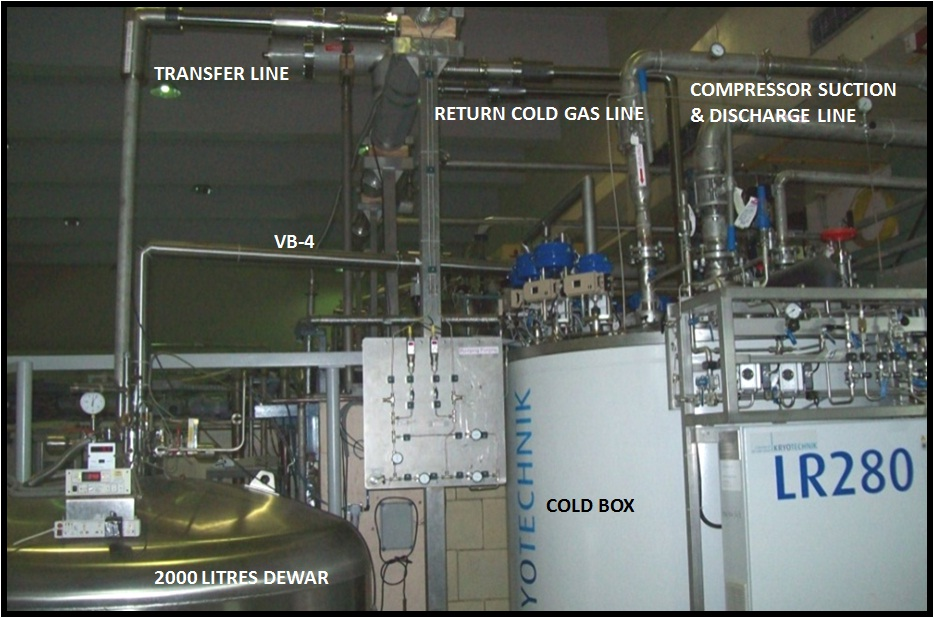 TRANSFER LINE
COMPRESSOR SUCTION
& DISCHARGE LINE
RETURN COLD GAS LINE
VB-4
YOTECHNIK
KRYOTECHNIK
LR280
COLD BOX
2000 LITRES DEWAR